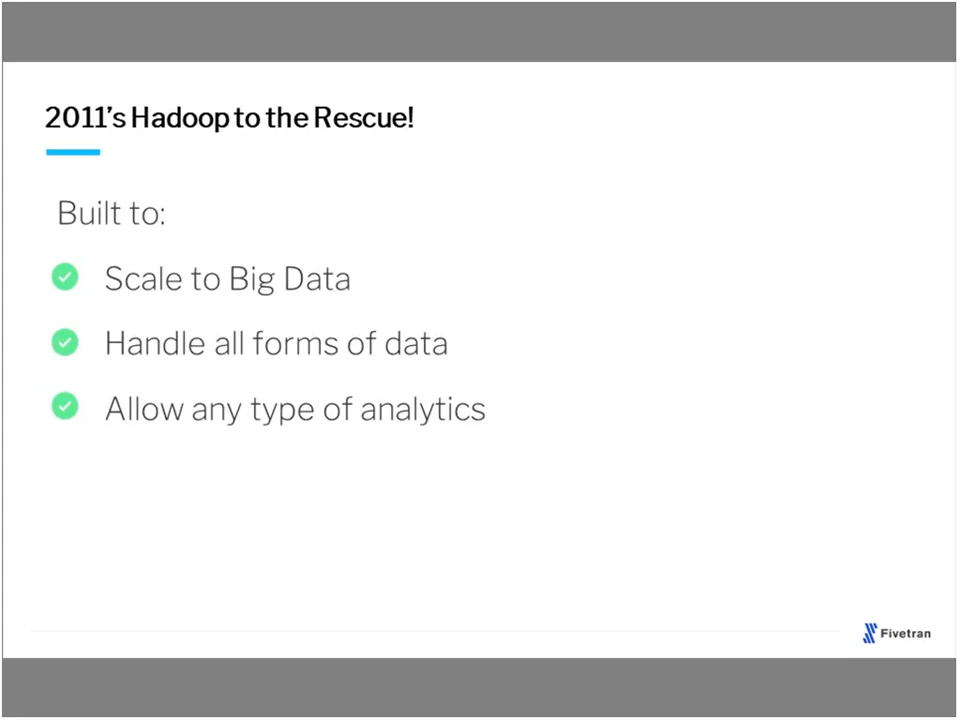 2011’s Hadoop to the Rescue!
Built to:
Scale to Big Data
Handle all forms of data
Allow any type of analytics
Fivetran